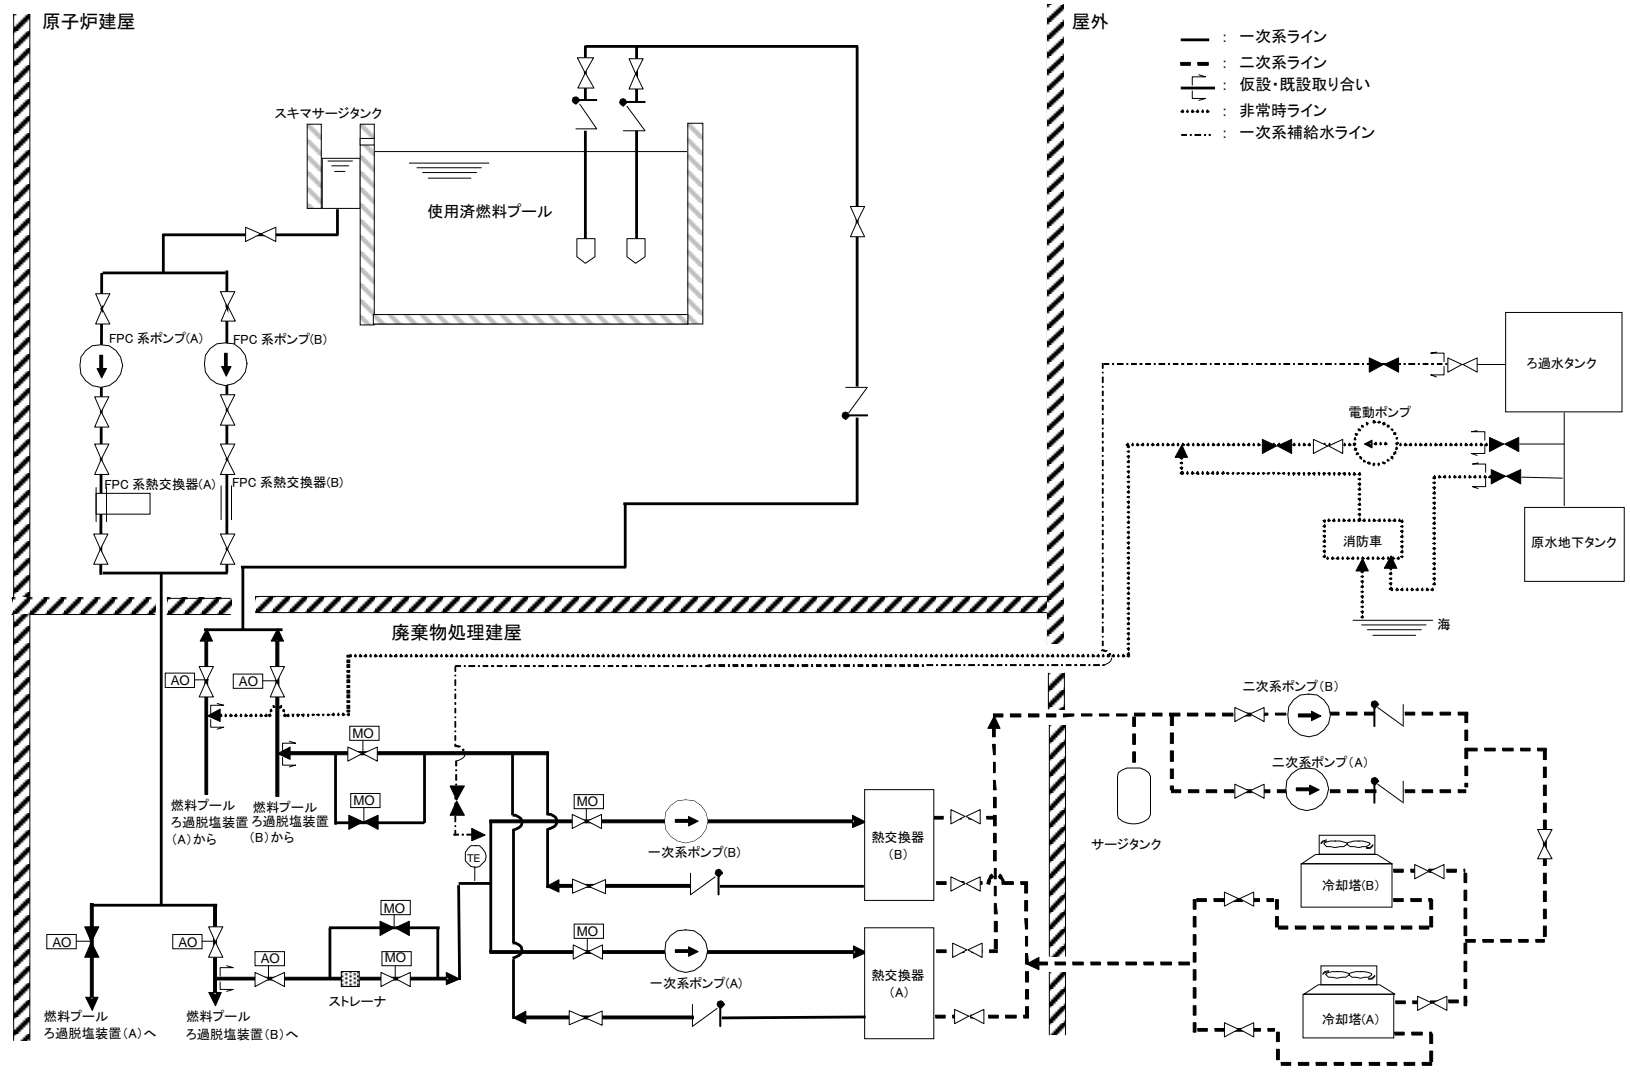 原子炉建屋
屋外
： 一次系ライン
： 二次系ライン
： 仮設・既設取り合い
： 非常時ライン
： 一次系補給水ライン
スキマサージタンク
使用済燃料プール
FPC 系ポンプ(A)
FPC 系ポンプ(B)
ろ過水タンク
電動ポンプ
FPC 系熱交換器(A)
FPC 系熱交換器(B)
消防車
原水地下タンク
海
廃棄物処理建屋
AO
AO
二次系ポンプ(B)
MO
二次系ポンプ(A)
MO
燃料プール
ろ過脱塩装置
(A)から
燃料プール
ろ過脱塩装置
(B)から
MO
一次系ポンプ(B)
TE
熱交換器
(B)
サージタンク
冷却塔(B)
MO
MO
AO
AO
AO
MO
ストレーナ
一次系ポンプ(A)
熱交換器
(A)
冷却塔(A)
燃料プール
ろ過脱塩装置(A)へ
燃料プール
ろ過脱塩装置(B)へ